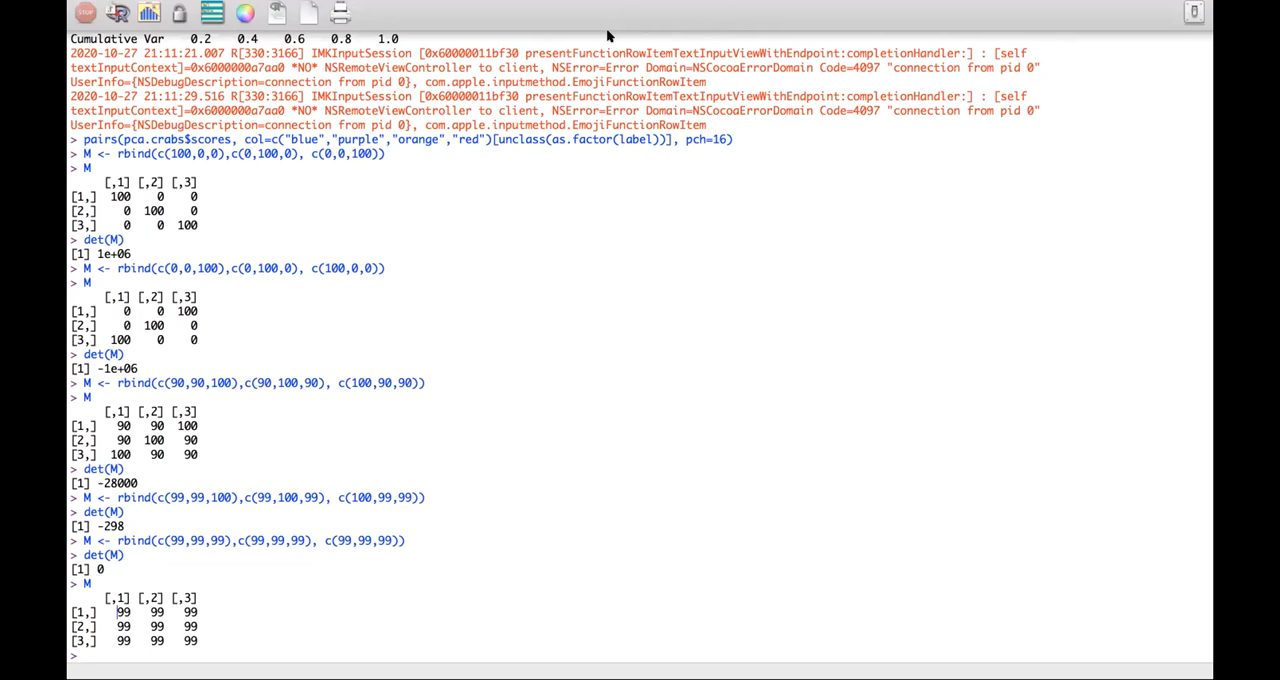 STOP
Cumulative Var    0.2    0.4    0.6    0.8    1.0
2020-10-27 21:11:21.007 R[330:3166] IMKInputSession [0x60000011bf30 presentFunctionRowItemTextInputViewWithEndpoint:completionHandler:] : [self
textInputContext]=0x6000000a7aa0 *NO* NSRemoteViewController to client, NSError=Error Domain=NSCocoaErrorDomain Code=4097 "connection from pid 0"
UserInfo={NSDebugDescription=connection from pid 0}, com.apple.inputmethod.EmojiFunctionRowItem
2020-10-27 21:11:29.516 R[330:3166] IMKInputSession [0x60000011bf30 presentFunctionRowItemTextInputViewWithEndpoint:completionHandler:] : [self
textInputContext]=0x6000000a7aa0 *NO* NSRemoteViewController to client, NSError=Error Domain=NSCocoaErrorDomain Code=4097 "connection from pid 0"
UserInfo={NSDebugDescription=connection from pid 0}, com.apple.inputmethod.EmojiFunctionRowItem
> pairs(pca.crabs$scores, col=c("blue","purple","orange","red")[unclass(as.factor(label))], pch=16)
> M <- rbind(c(100,0,0),c(0,100,0), c(0,0,100))
> M
     [,1] [,2] [,3]
[1,]  100    0    0
[2,]    0  100    0
[3,]    0    0  100
> det(M)
[1] 1e+06
> M <- rbind(c(0,0,100),c(0,100,0), c(100,0,0))
> M
     [,1] [,2] [,3]
[1,]    0    0  100
[2,]    0  100    0
[3,]  100    0    0
> det(M)
[1] -1e+06
> M <- rbind(c(90,90,100),c(90,100,90), c(100,90,90))
> M
     [,1] [,2] [,3]
[1,]   90   90  100
[2,]   90  100   90
[3,]  100   90   90
> det(M)
[1] -28000
> M <- rbind(c(99,99,100),c(99,100,99), c(100,99,99))
> det(M)
[1] -298
> M <- rbind(c(99,99,99),c(99,99,99), c(99,99,99))
> det(M)
[1] 0
> M
     [,1] [,2] [,3]
[1,]   99   99   99
[2,]   99   99   99
[3,]   99   99   99
>